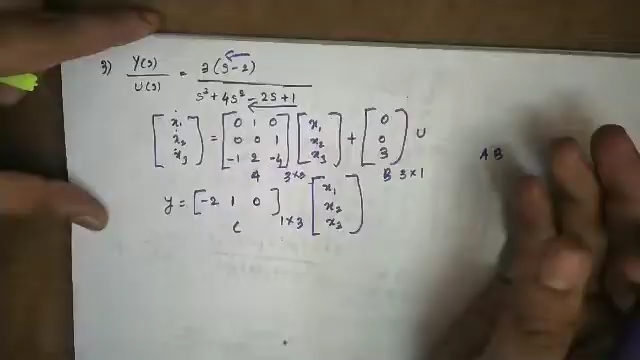 3) Y(s)/U(s) = 3(s-2)/(s³+4s²-2s+1)
[ẋ₁ ẋ₂ ẋ₃] = [0 1 0; 0 0 1; -1 2 -4] [x₁ x₂ x₃] + [0 0 3] U
A 3×3 B 3×1 AB
y = [-2 1 0] 1×3 [x₁ x₂ x₃]
C